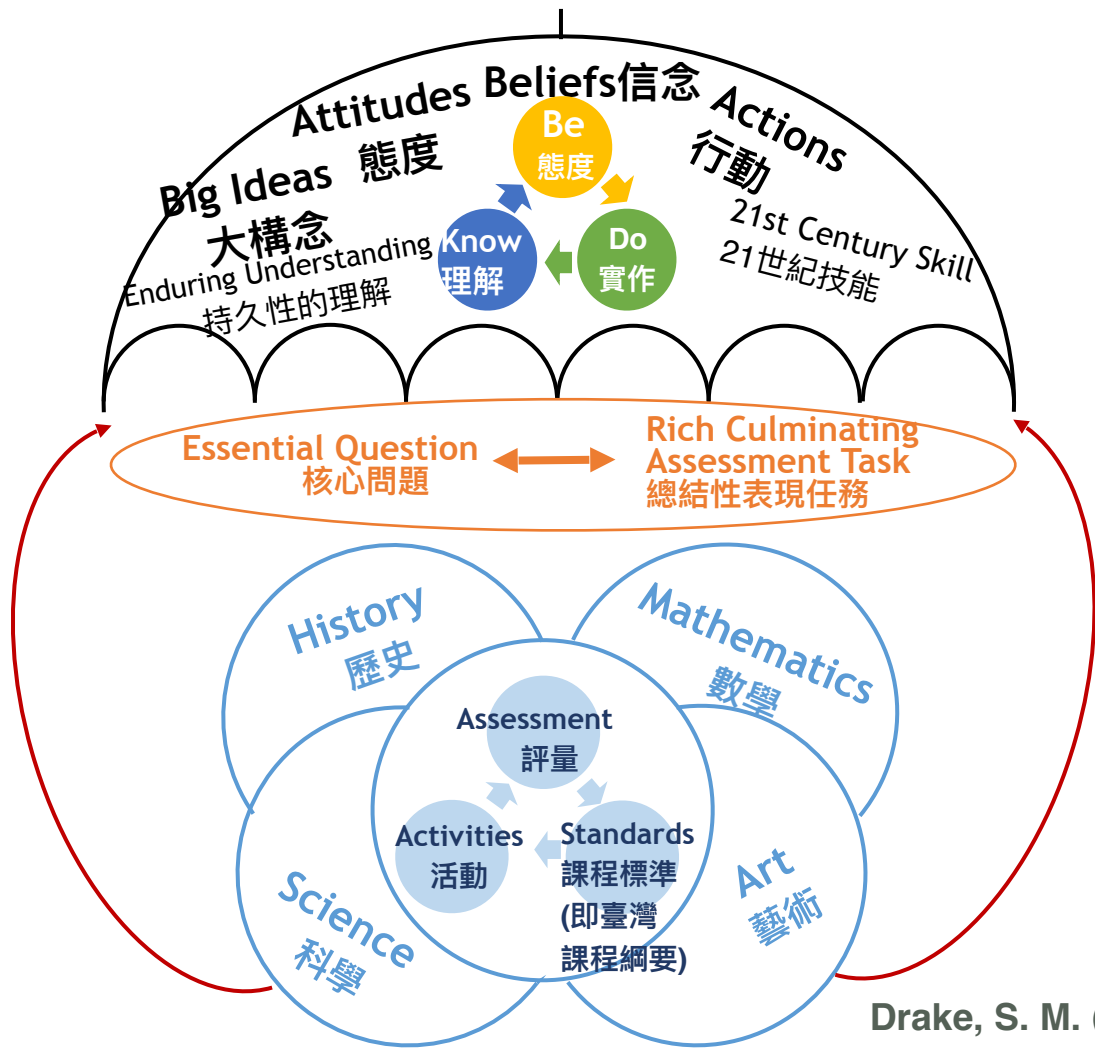 Attitudes
態度
Beliefs信念
Actions
行動
Big Ideas
大構念
Enduring Understanding
持久性的理解
21st Century Skill
21世紀技能
Be
態度
Know
理解
Do
實作
Essential Question
核心問題
Rich Culminating
Assessment Task
總結性表現任務
History
歷史
Mathematics
數學
Assessment
評量
Activities
活動
Standards
課程標準
(即臺灣
課程綱要)
Science
科學
Art
藝術
Drake, S. M. (